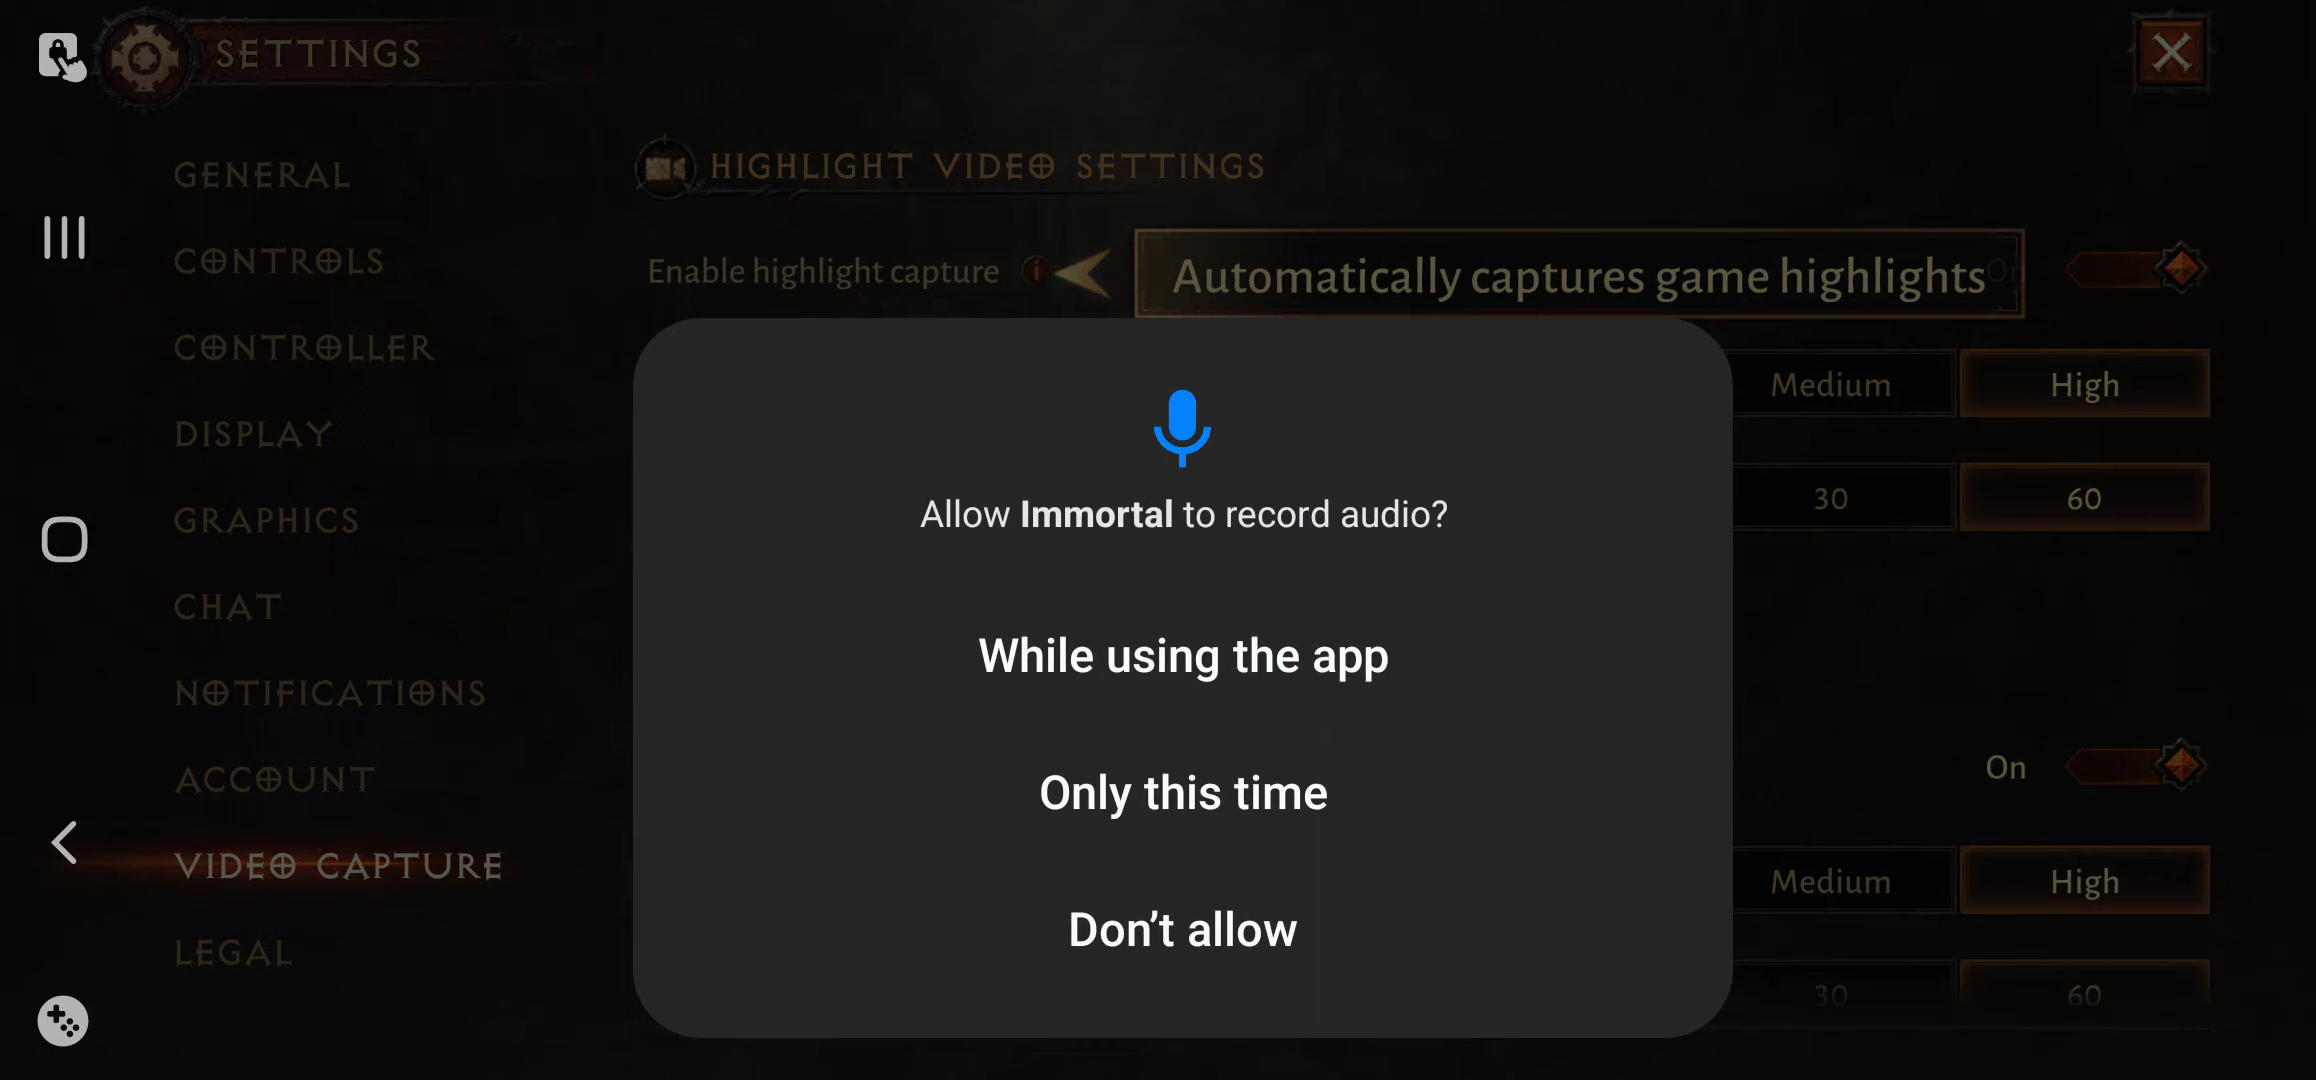 SETTINGS
GENERAL
CONTROLS
CONTROLLER
DISPLAY
GRAPHICS
CHAT
NOTIFICATIONS
ACCOUNT
VIDEO CAPTURE
LEGAL
HIGHLIGHT VIDEO SETTINGS
Enable highlight capture
Automatically captures game highlights
On
Medium High
30 60
Allow Immortal to record audio?
While using the app
Only this time
Don’t allow
On
Medium High
30 60